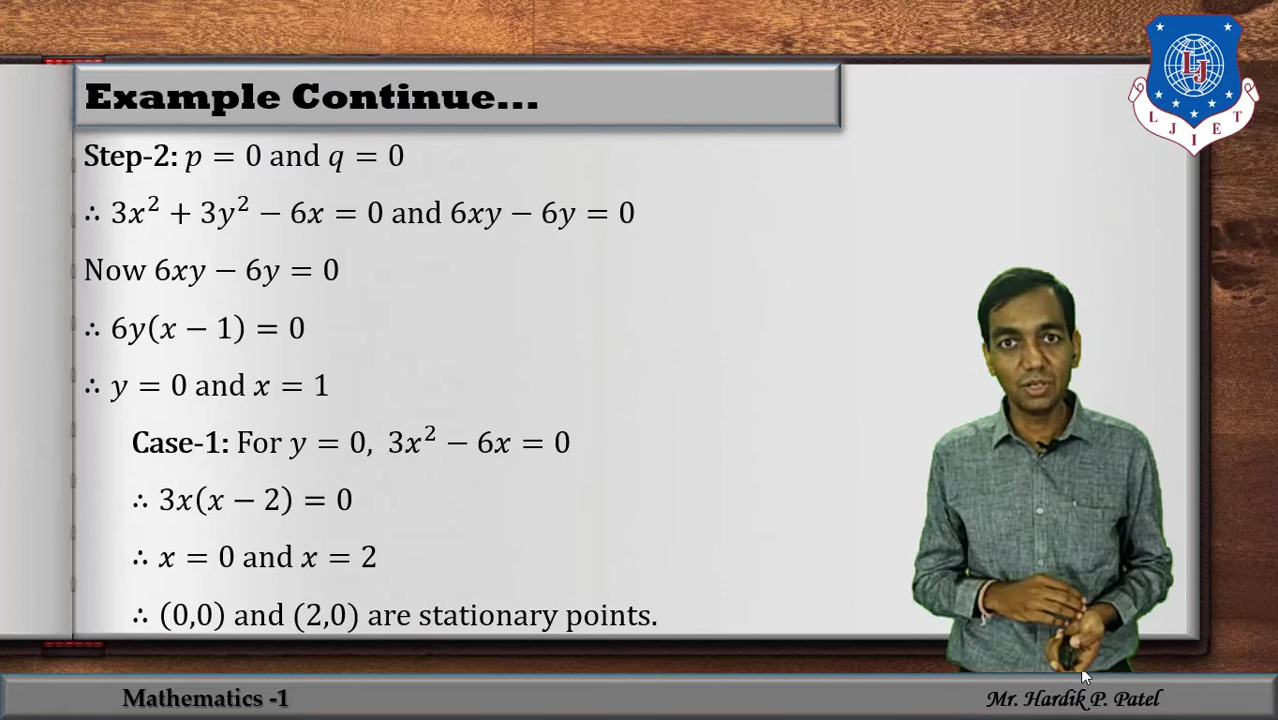 Example Continue...
LJ
L J I E T
Step-2: p = 0 and q = 0
∴ 3x² + 3y² − 6x = 0 and 6xy − 6y = 0
Now 6xy − 6y = 0
∴ 6y(x − 1) = 0
∴ y = 0 and x = 1
Case-1: For y = 0, 3x² − 6x = 0
∴ 3x(x − 2) = 0
∴ x = 0 and x = 2
∴ (0,0) and (2,0) are stationary points.
Mathematics -1
Mr. Hardik P. Patel